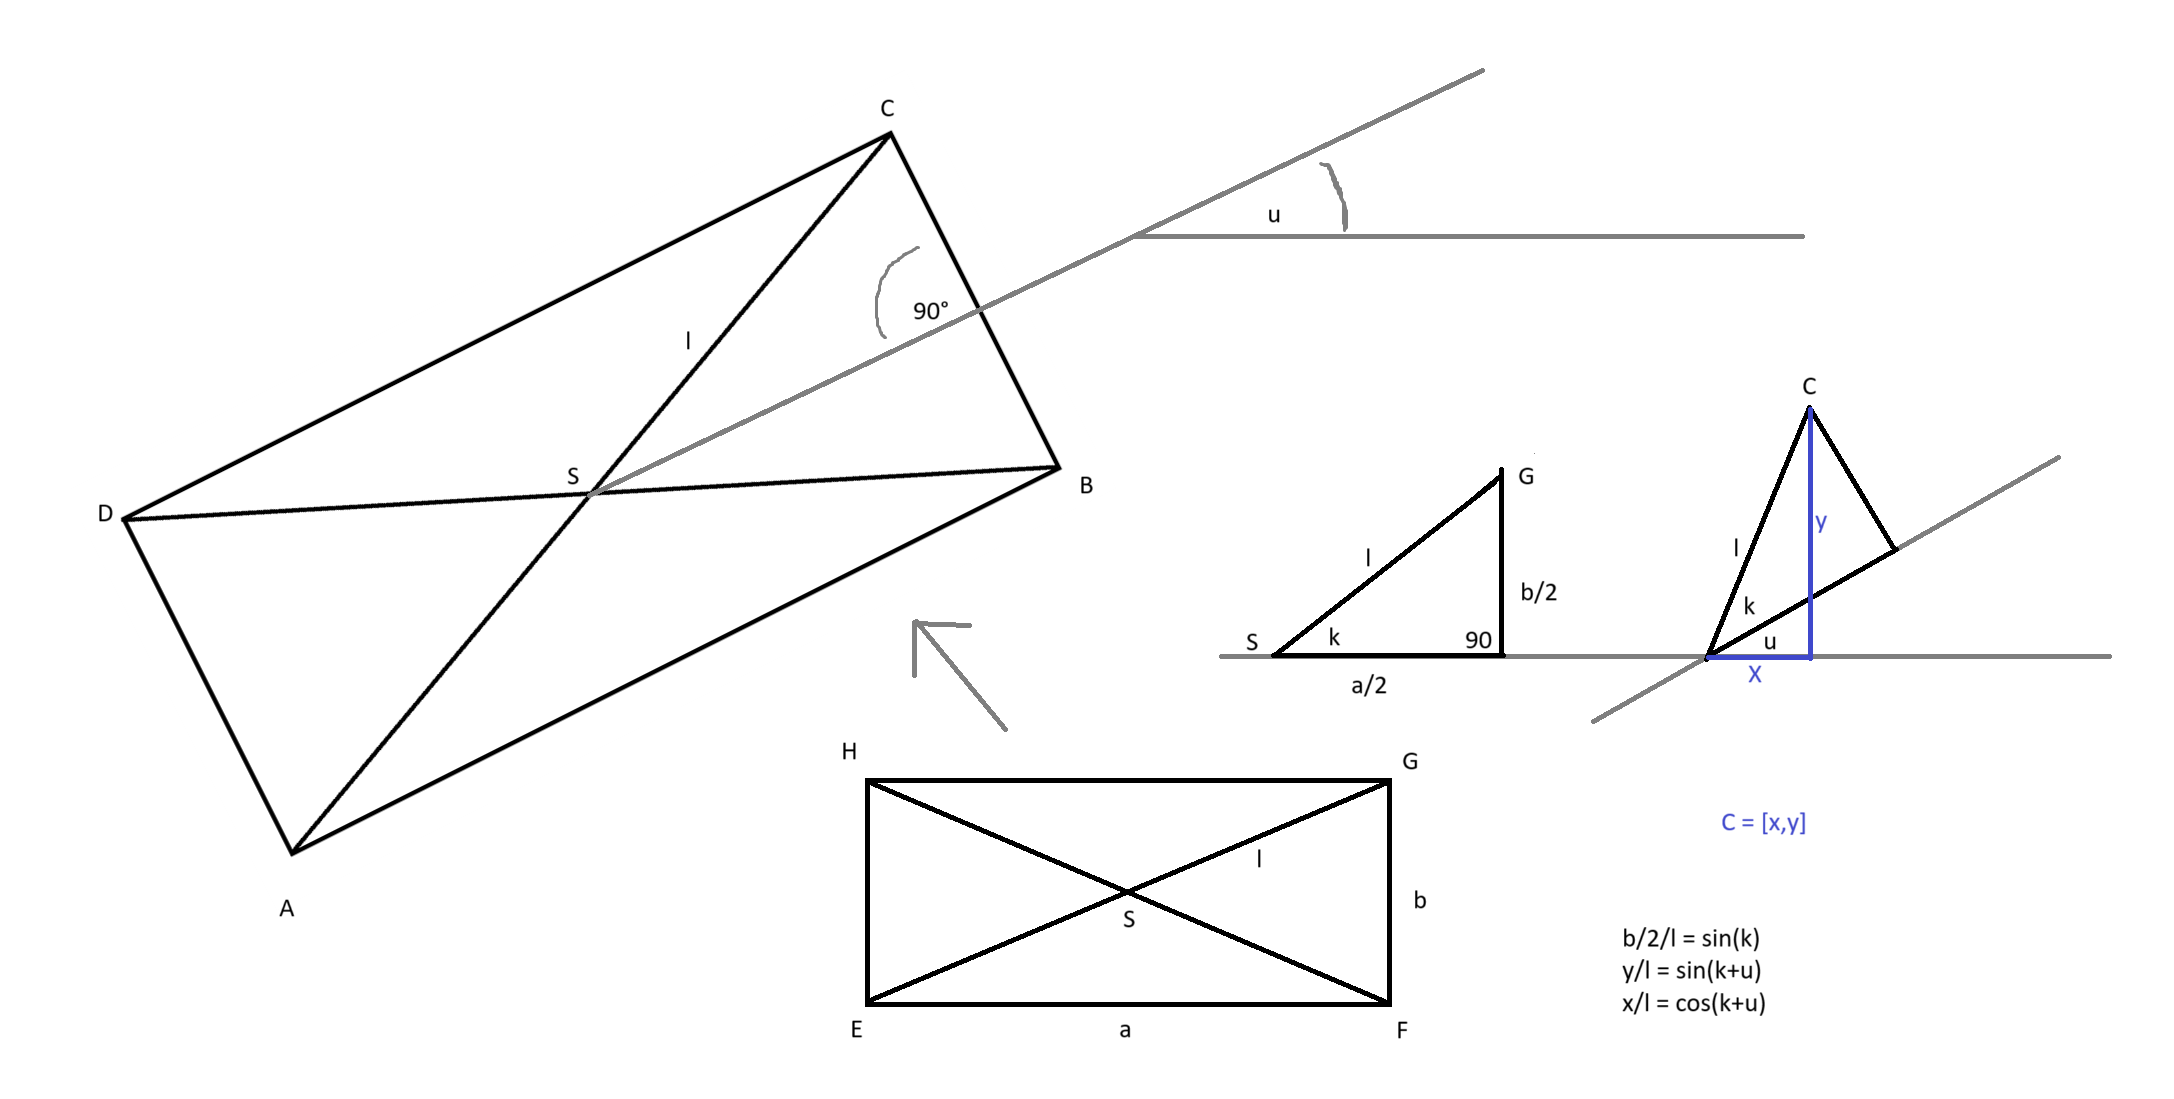 C
u
90°
l
S
D
B
A
C
y
l
k
u
X
G
l
b/2
S
k
90
a/2
H
G
l
S
b
E
a
F
C = [x,y]
b/2/l = sin(k)
y/l = sin(k+u)
x/l = cos(k+u)